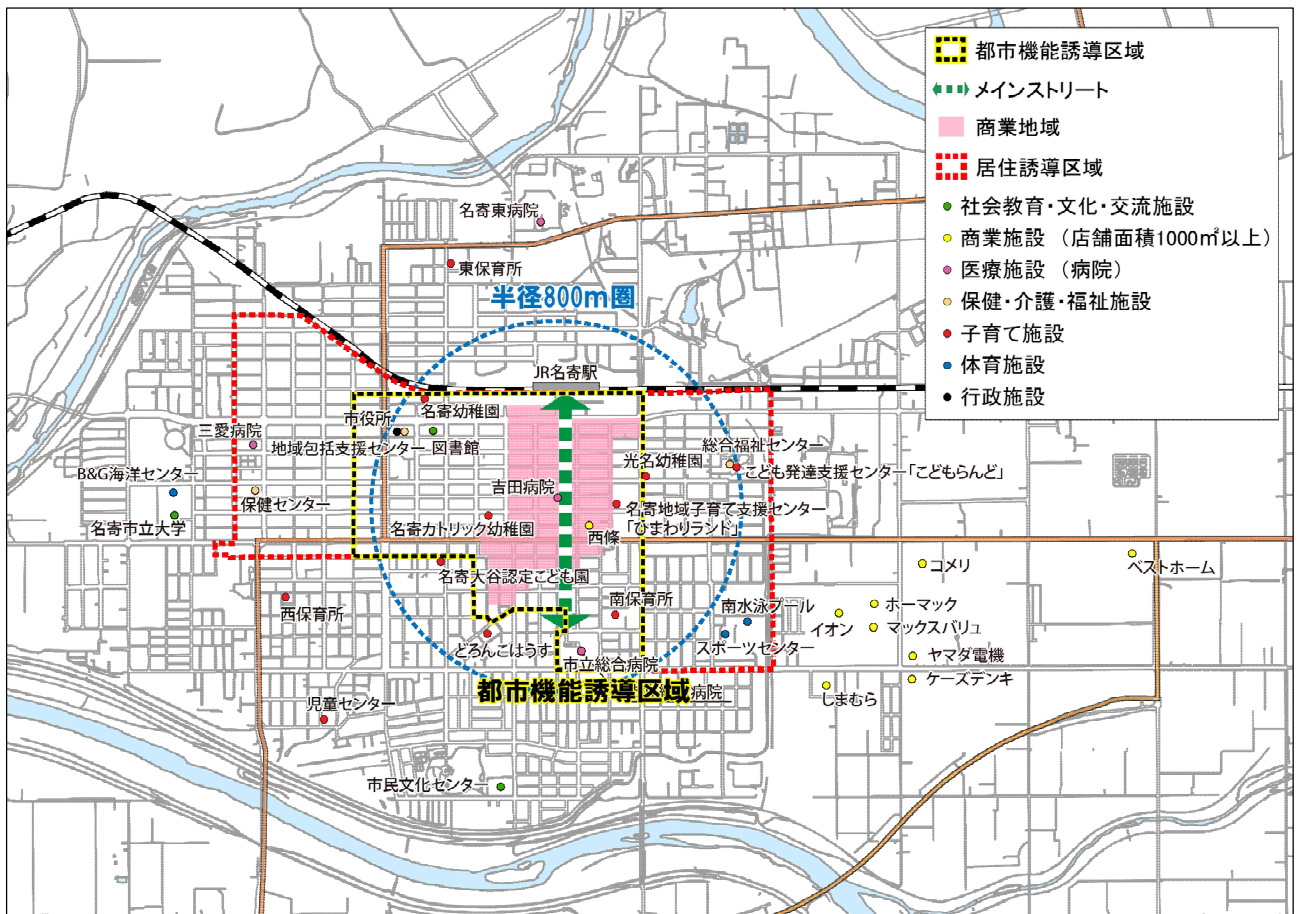 都市機能誘導区域
メインストリート
商業地域
居住誘導区域
社会教育・文化・交流施設
商業施設 （店舗面積1000㎡以上）
医療施設 （病院）
保健・介護・福祉施設
子育て施設
体育施設
行政施設
名寄東病院
東保育所
半径800m圏
JR名寄駅
名寄幼稚園
市役所
三愛病院
地域包括支援センター
図書館
総合福祉センター
光名幼稚園
こども発達支援センター「こどもらんど」
B&G海洋センター
吉田病院
保健センター
名寄地域子育て支援センター
「ひまわりランド」
名寄市立大学
名寄カトリック幼稚園
西條
コメリ
ベストホーム
名寄大谷認定こども園
西保育所
南保育所
南水泳プール
ホーマック
イオン
マックスバリュ
どろんこはうす
スポーツセンター
市立総合病院
ヤマダ電機
ケーズデンキ
都市機能誘導区域
病院
しまむら
児童センター
市民文化センター